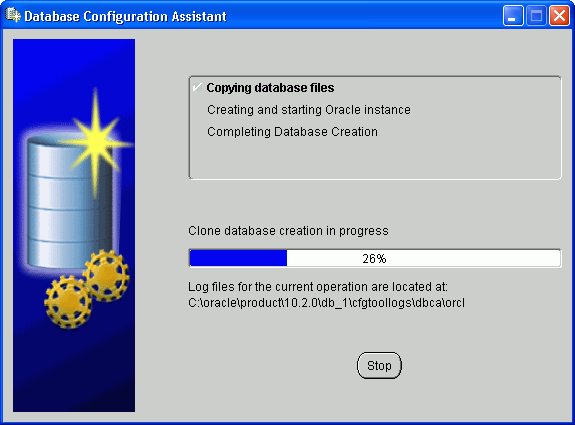 Database Configuration Assistant
Copying database files
Creating and starting Oracle instance
Completing Database Creation
Clone database creation in progress
26%
Log files for the current operation are located at:
C:\oracle\product\10.2.0\db_1\cfgtoollogs\dbca\orcl
Stop